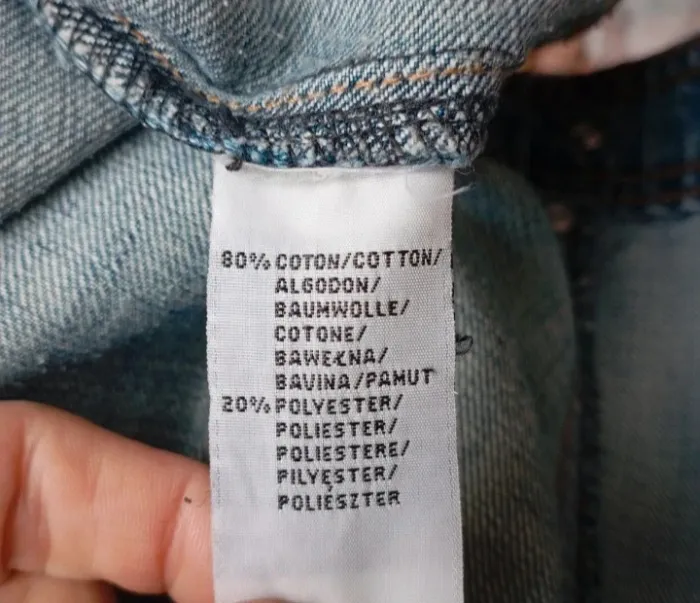 80% COTON/COTTON/
ALGODON/
BAUMWOLLE/
COTONE/
BAWEŁNA/
BAVINA/PAMUT
20% POLYESTER/
POLIESTER/
POLIESTERE/
PILYESTER/
POLIÉSZTER